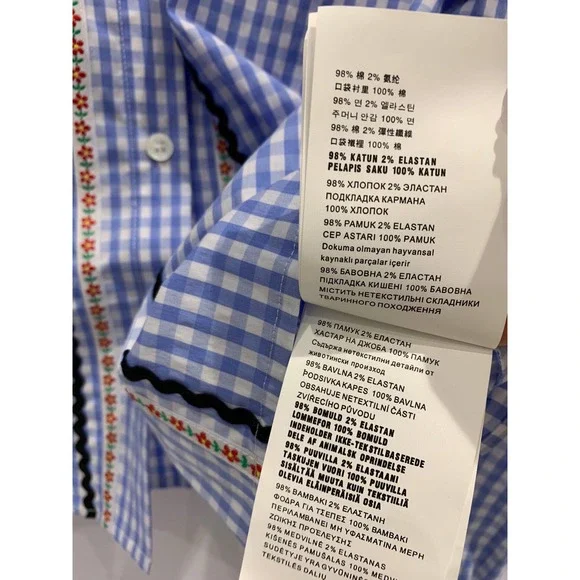 98% 棉 2% 氨纶
口袋衬里 100% 棉
98% 면 2% 엘라스틴
주머니 안감 100% 면
98% 棉 2% 彈性纖維
口袋襯裡 100% 棉
98% KATUN 2% ELASTAN
PELAPIS SAKU 100% KATUN
98% ХЛОПОК 2% ЭЛАСТАН
ПОДКЛАДКА КАРМАНА
100% ХЛОПОК
98% PAMUK 2% ELASTAN
CEP ASTARI 100% PAMUK
Dokuma olmayan hayvansal
kaynaklı parçalar içerir
98% БАВОВНА 2% ЕЛАСТАН
ПІДКЛАДКА КИШЕНІ 100% БАВОВНА
МІСТИТЬ НЕТЕКСТИЛЬНІ СКЛАДНИКИ
ТВАРИННОГО ПОХОДЖЕННЯ
98% ПАМУК 2% ЕЛАСТАН
ХАСТАР НА ДЖОБА 100% ПАМУК
Съдържа нетекстилни детайли от
животински произход
98% BAVLNA 2% ELASTAN
PODŠIVKA KAPES 100% BAVLNA
OBSAHUJE NETEXTILNÍ ČÁSTI
ZVÍŘECÍHO PŮVODU
98% BOMULD 2% ELASTAN
LOMMEFOR 100% BOMULD
INDEHOLDER IKKE-TEKSTILBASEREDE
DELE AF ANIMALSK OPRINDELSE
98% PUUVILLA 2% ELASTAANI
TASKUJEN VUORI 100% PUUVILLA
SISÄLTÄÄ MUUTA KUIN TEKSTIILIÄ
OLEVIA ELÄINPERÄISIÄ OSIA
98% ΒΑΜΒΑΚΙ 2% ΕΛΑΣΤΑΝΗ
ΦΟΔΡΑ ΓΙΑ ΤΣΕΠΕΣ 100% ΒΑΜΒΑΚΙ
ΠΕΡΙΛΑΜΒΑΝΕΙ ΜΗ ΥΦΑΣΜΑΤΙΝΑ ΜΕΡΗ
ΖΩΙΚΗΣ ΠΡΟΕΛΕΥΣΗΣ
98% MEDVILNĖ 2% ELASTANAS
KIŠENĖS PAMUŠALAS 100% MEDVILNĖ
SUDĖTYJE YRA GYVŪNINĖS
TEKSTILĖS DALIŲ